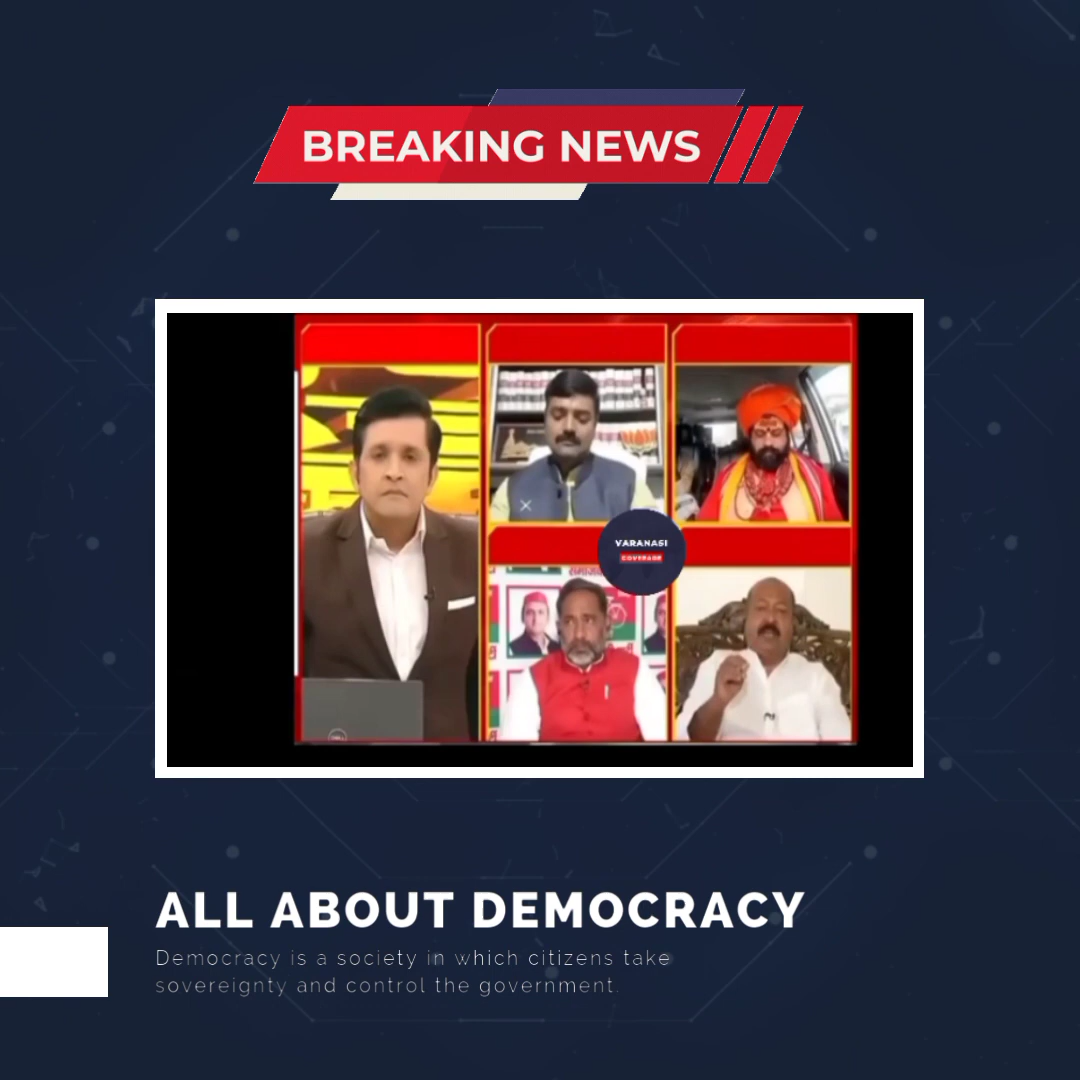 BREAKING NEWS
VARANASI
COVERAGE
ALL ABOUT DEMOCRACY
Democracy is a society in which citizens take
sovereignty and control the government.